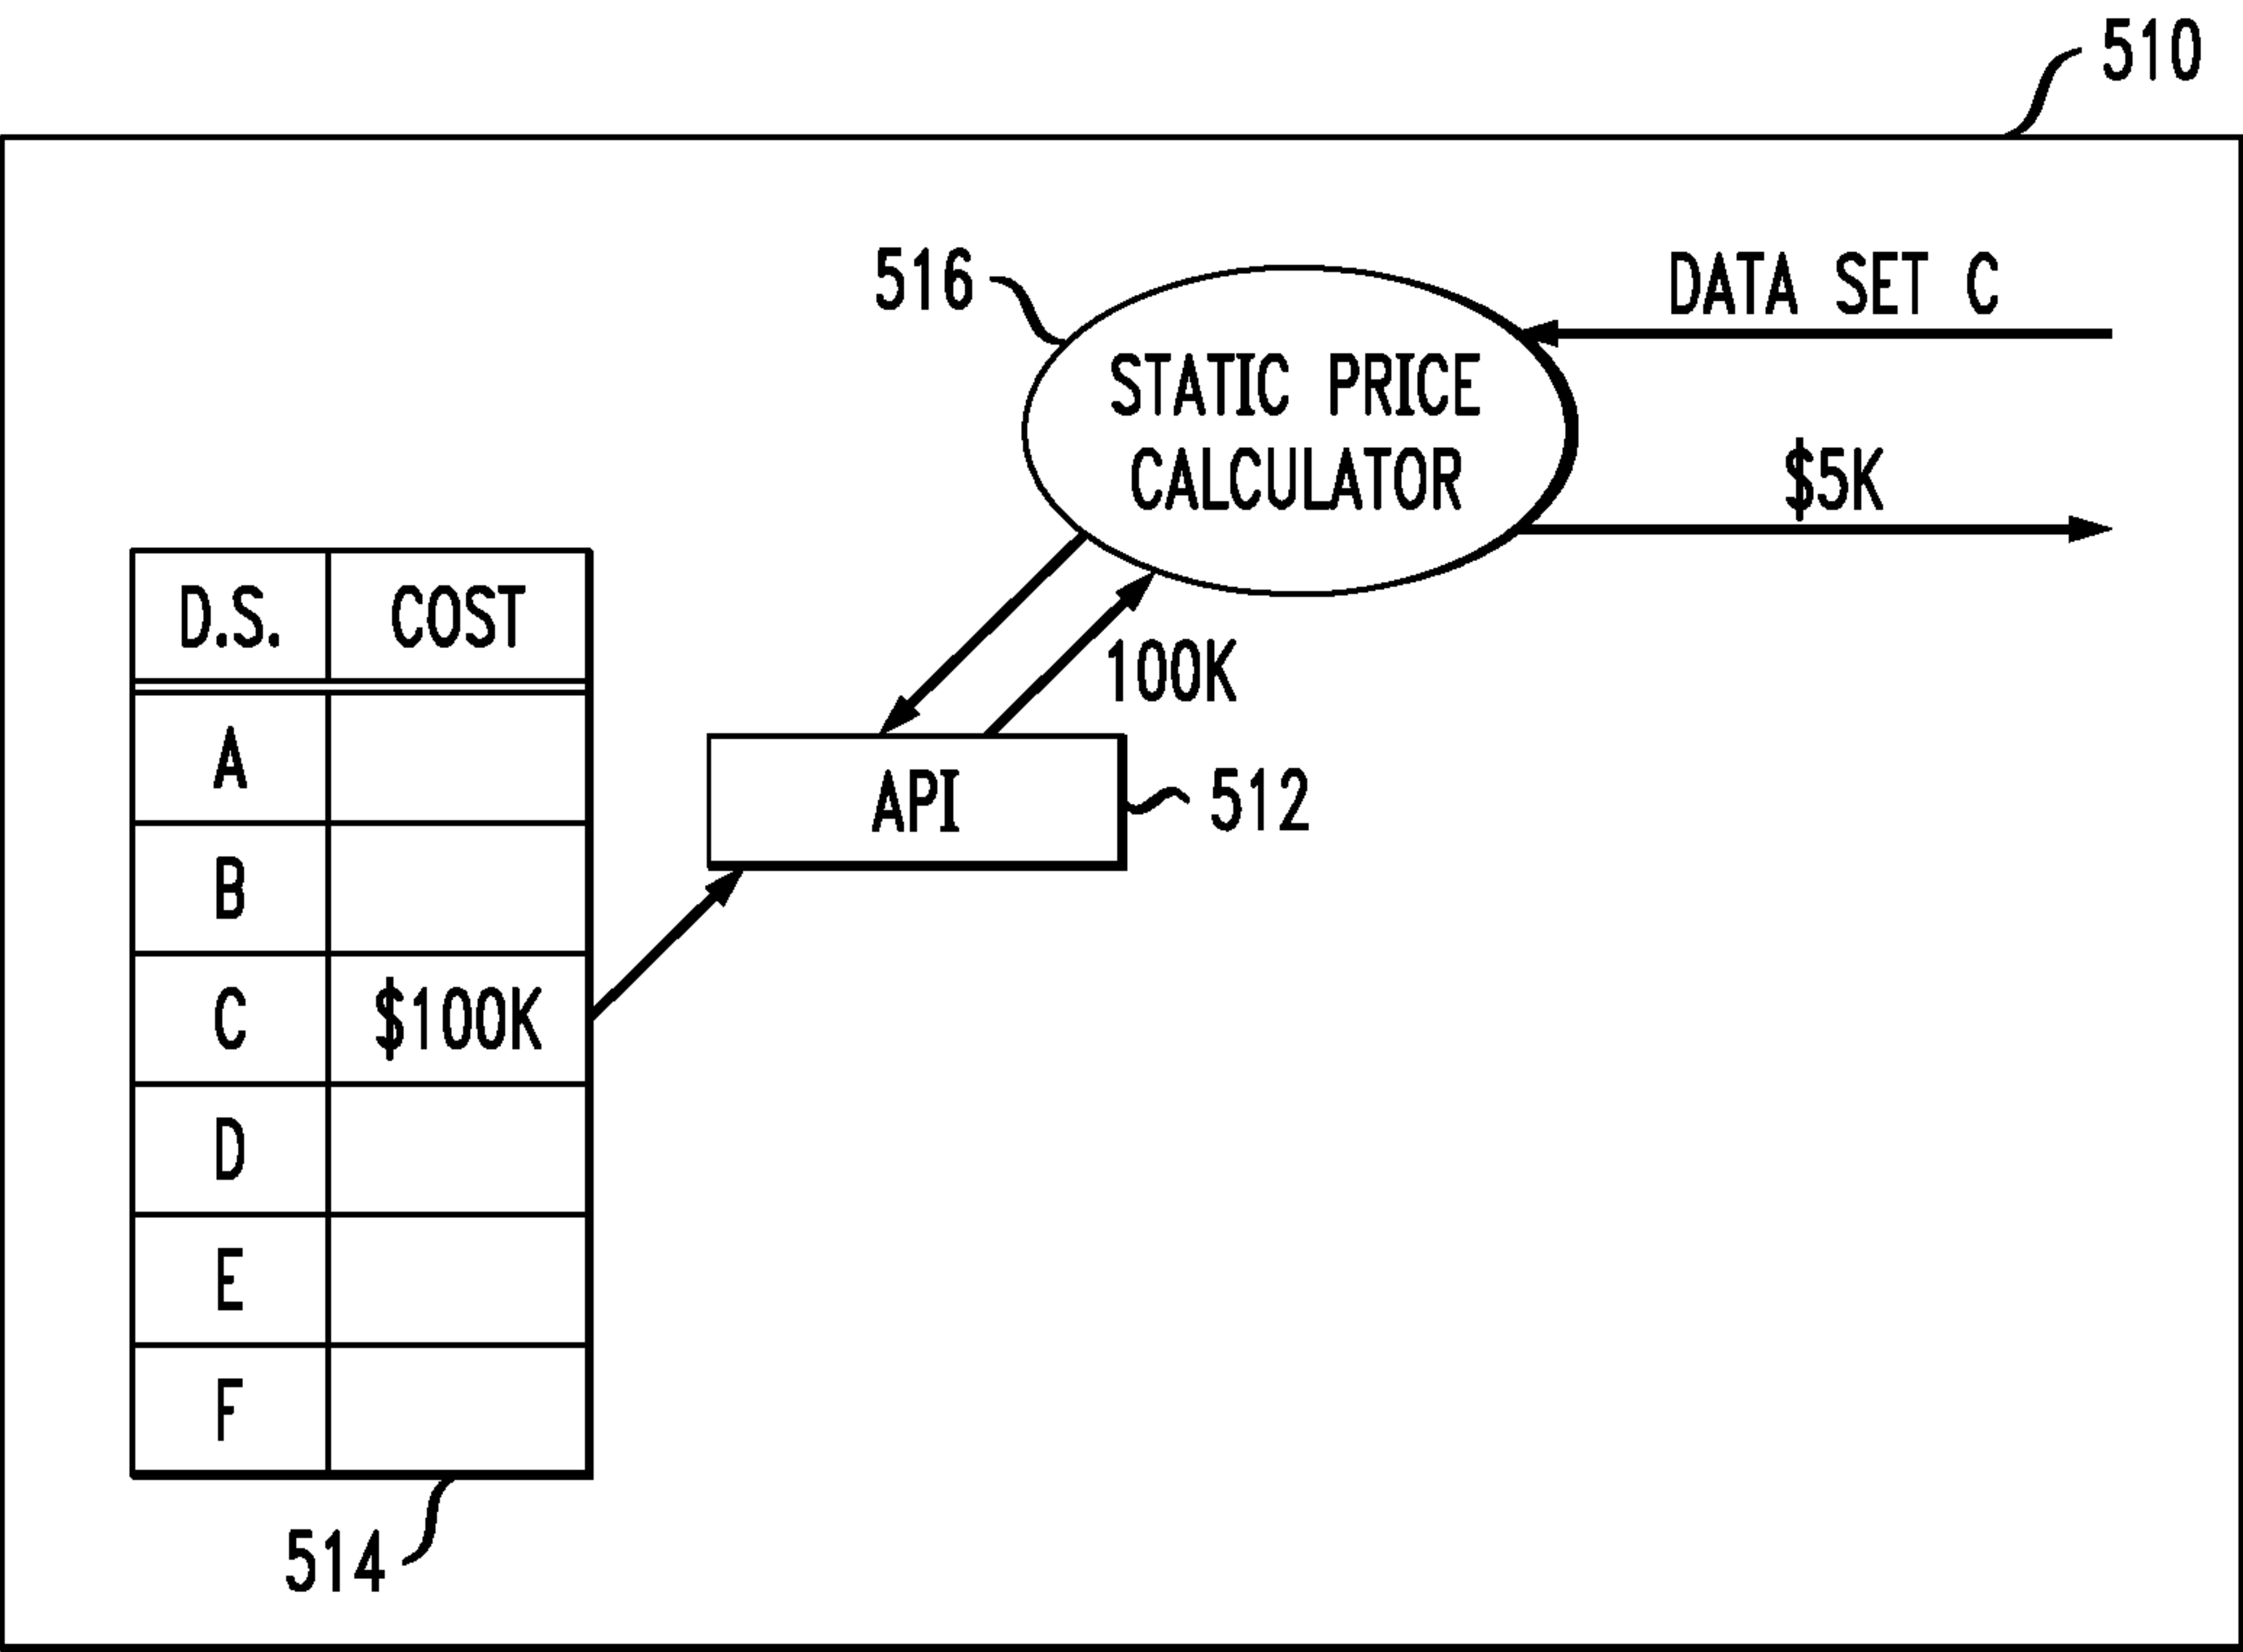 510
516
DATA SET C
STATIC PRICE
CALCULATOR
$5K
D.S. COST
100K
A
API
512
B
C $100K
D
E
F
514